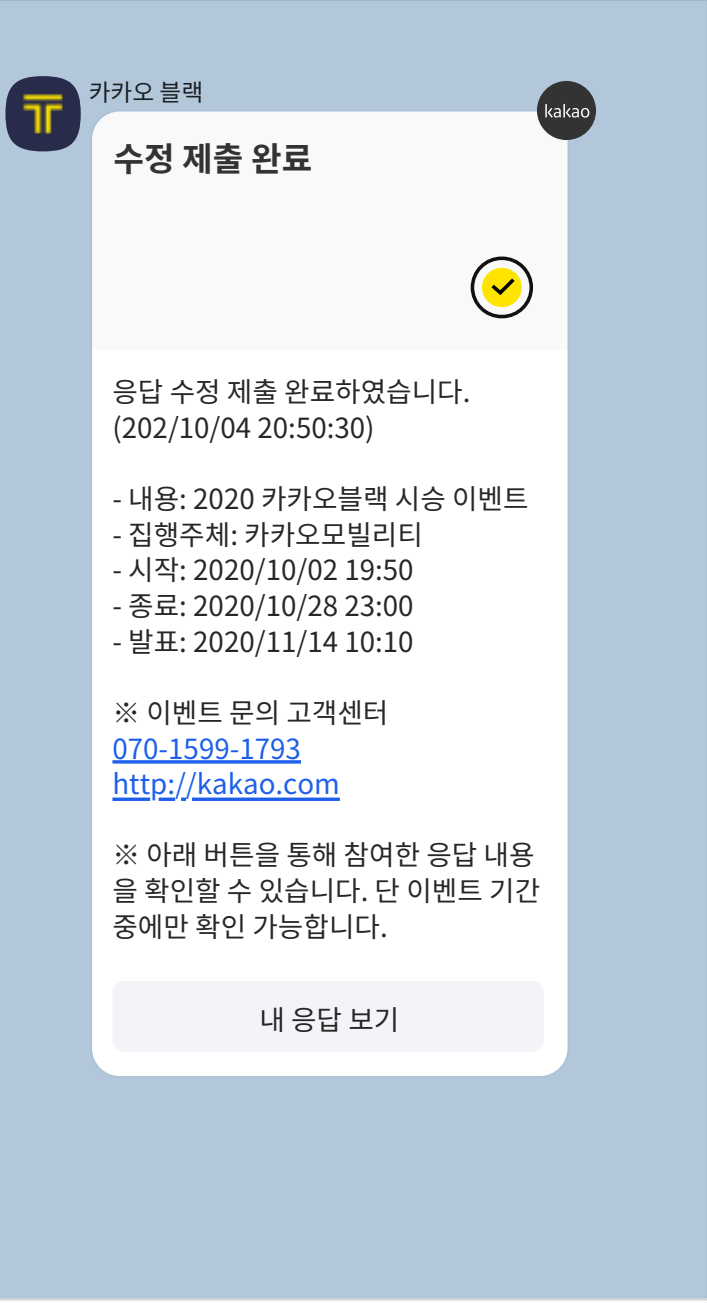 카카오 블랙
kakao
수정 제출 완료
응답 수정 제출 완료하였습니다.
(202/10/04 20:50:30)
- 내용: 2020 카카오블랙 시승 이벤트
- 집행주체: 카카오모빌리티
- 시작: 2020/10/02 19:50
- 종료: 2020/10/28 23:00
- 발표: 2020/11/14 10:10
※ 이벤트 문의 고객센터
070-1599-1793
http://kakao.com
※ 아래 버튼을 통해 참여한 응답 내용
을 확인할 수 있습니다. 단 이벤트 기간
중에만 확인 가능합니다.
내 응답 보기